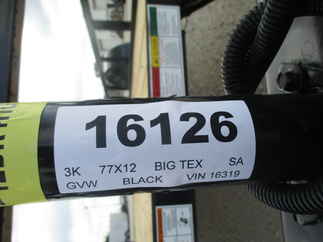 16126
3K 77X12 BIG TEX SA
GVW BLACK VIN 16319